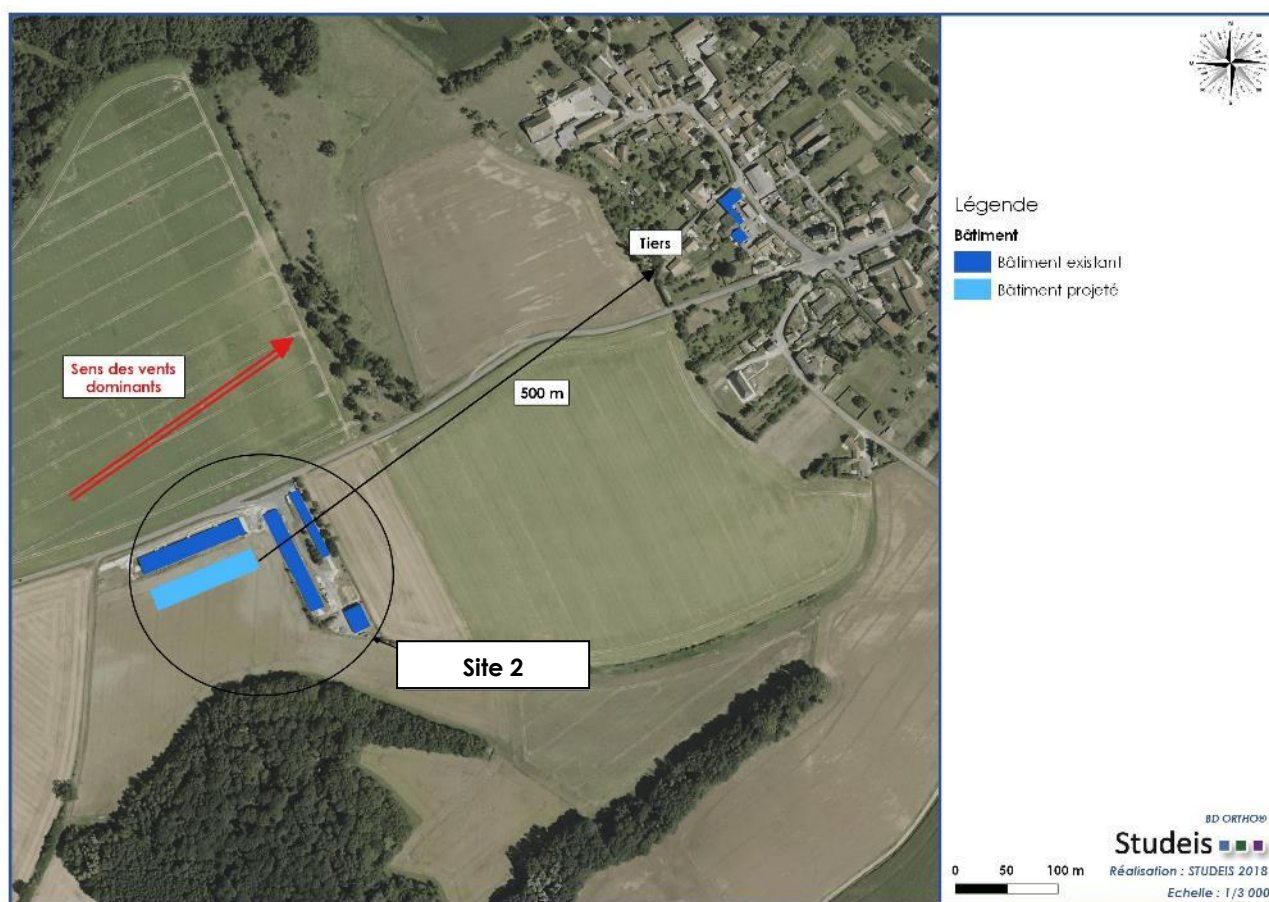 Tiers
Sens des vents
dominants
500 m
Site 2
Légende
Bâtiment
Bâtiment existant
Bâtiment projeté
BD ORTHO®
Studeis
0 50 100 m
Réalisation : STUDEIS 2018
Echelle : 1/3 000